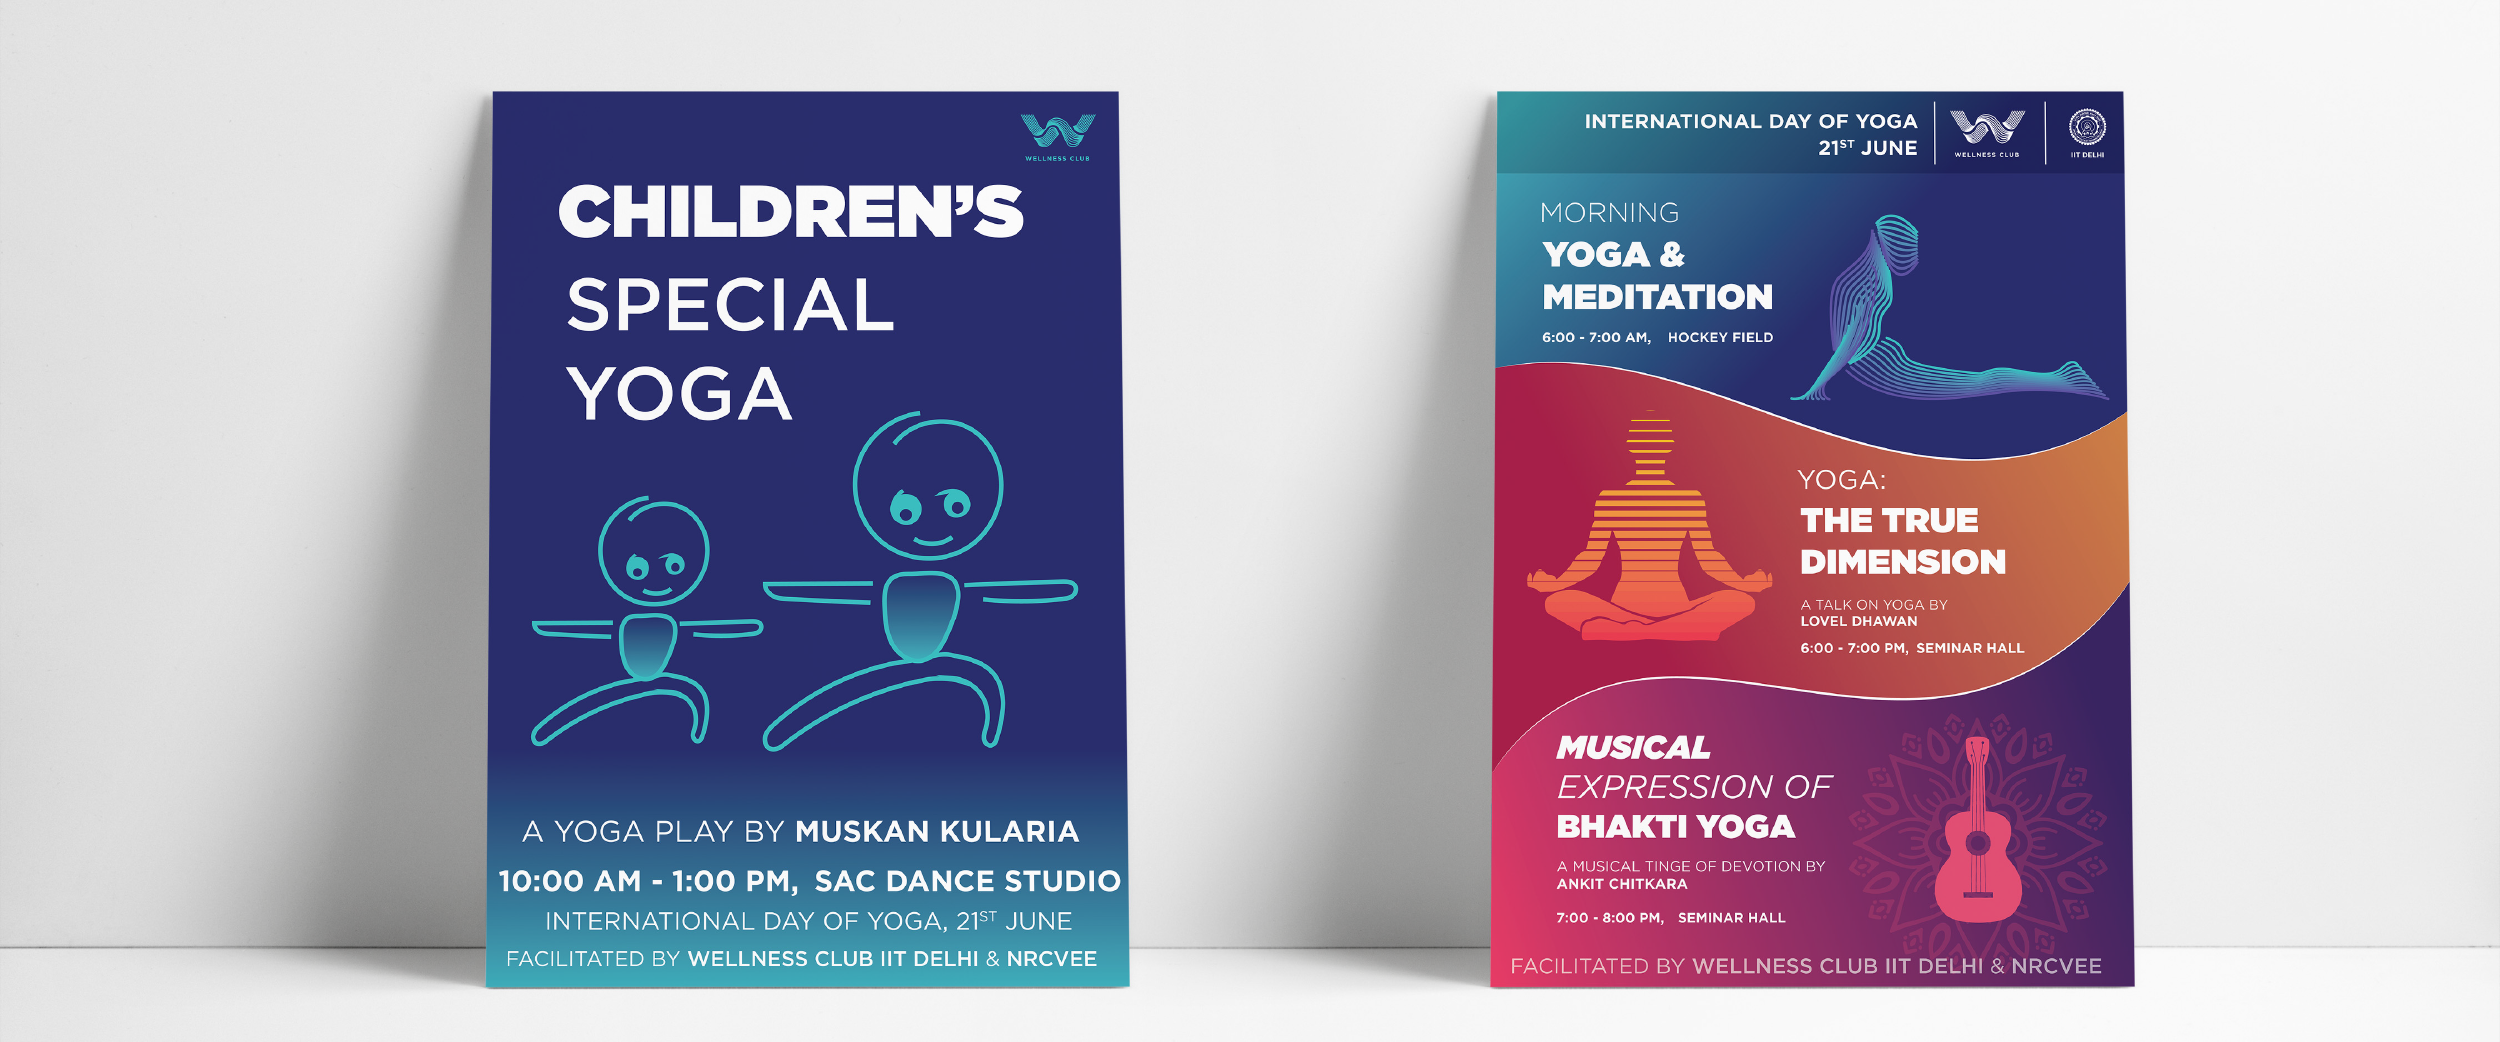 WELLNESS CLUB
CHILDREN'S
SPECIAL
YOGA
A YOGA PLAY BY MUSKAN KULARIA
10:00 AM - 1:00 PM, SAC DANCE STUDIO
INTERNATIONAL DAY OF YOGA, 21ST JUNE
FACILITATED BY WELLNESS CLUB IIT DELHI & NRCVEE
INTERNATIONAL DAY OF YOGA
21ST JUNE
WELLNESS CLUB
IIT DELHI
MORNING
YOGA &
MEDITATION
6:00 - 7:00 AM, HOCKEY FIELD
YOGA:
THE TRUE
DIMENSION
A TALK ON YOGA BY
LOVEL DHAWAN
6:00 - 7:00 PM, SEMINAR HALL
MUSICAL
EXPRESSION OF
BHAKTI YOGA
A MUSICAL TINGE OF DEVOTION BY
ANKIT CHITKARA
7:00 - 8:00 PM, SEMINAR HALL
FACILITATED BY WELLNESS CLUB IIT DELHI & NRCVEE